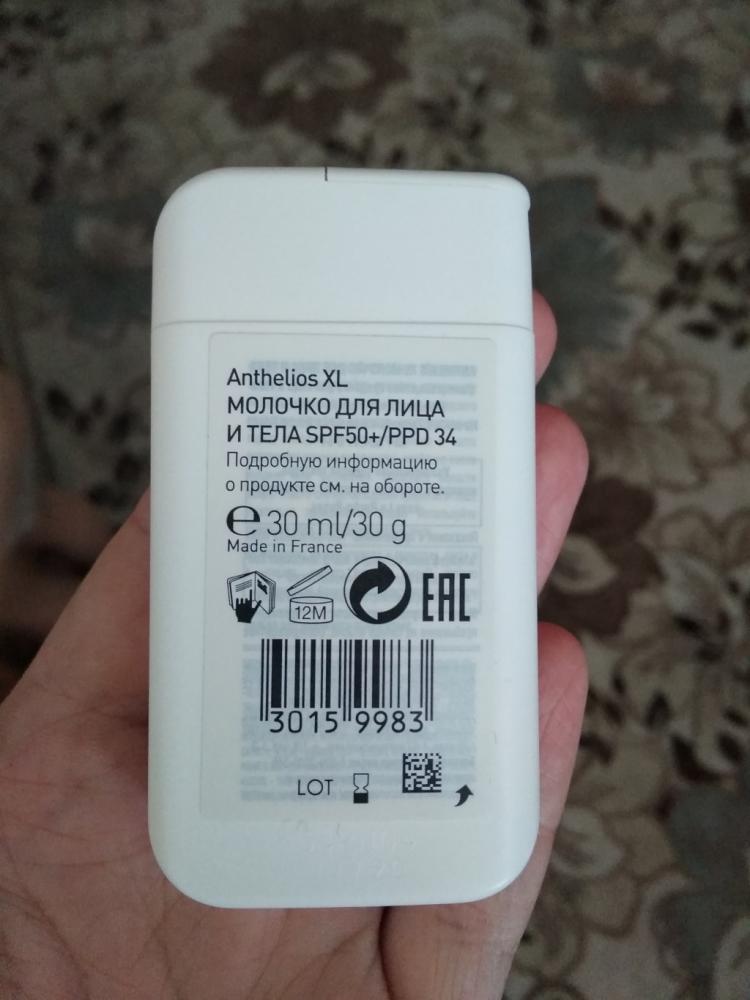 Anthelios XL
МОЛОЧКО ДЛЯ ЛИЦА
И ТЕЛА SPF50+/PPD 34
Подробную информацию
о продукте см. на обороте.
℮ 30 ml/30 g
Made in France
12M
EAC
3015 9983
LOT